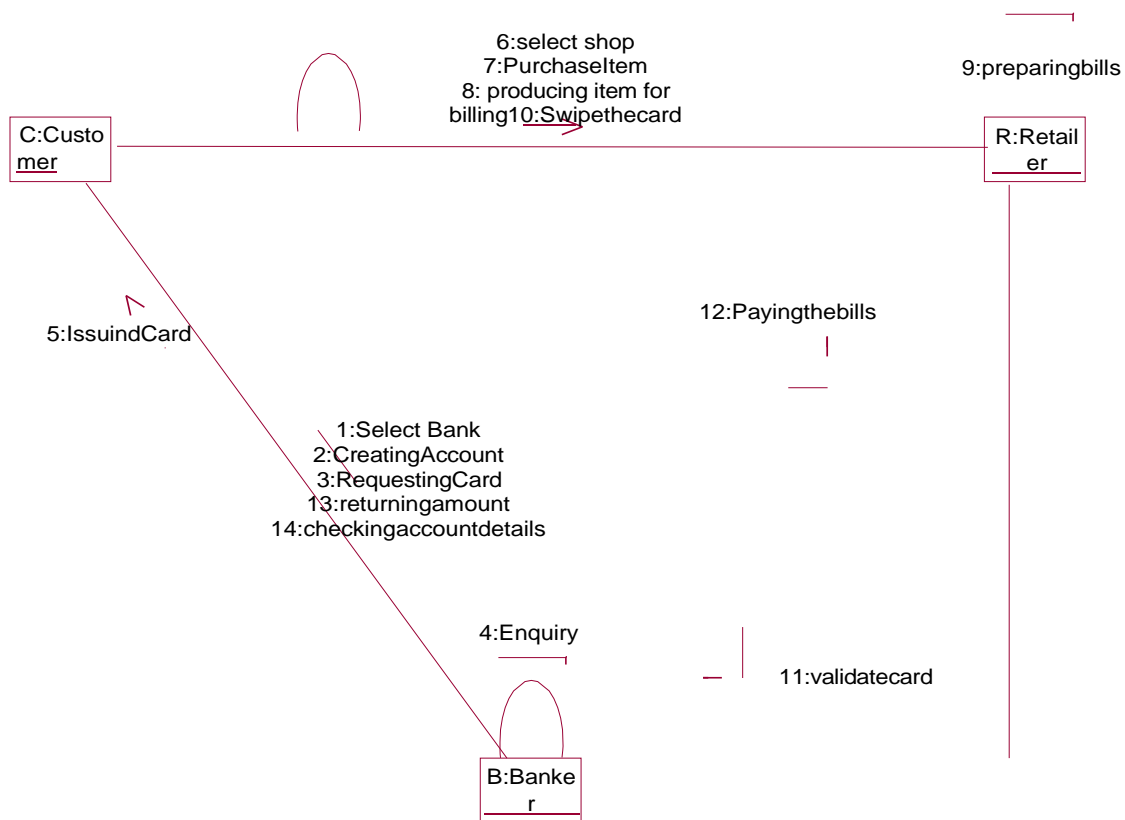 6:select shop
7:PurchaseItem
8: producing item for
billing10:Swipethecard
9:preparingbills
C:Custo
mer
R:Retail
er
5:IssuindCard
12:Payingthebills
1:Select Bank
2:CreatingAccount
3:RequestingCard
13:returningamount
14:checkingaccountdetails
4:Enquiry
11:validatecard
B:Banke
r